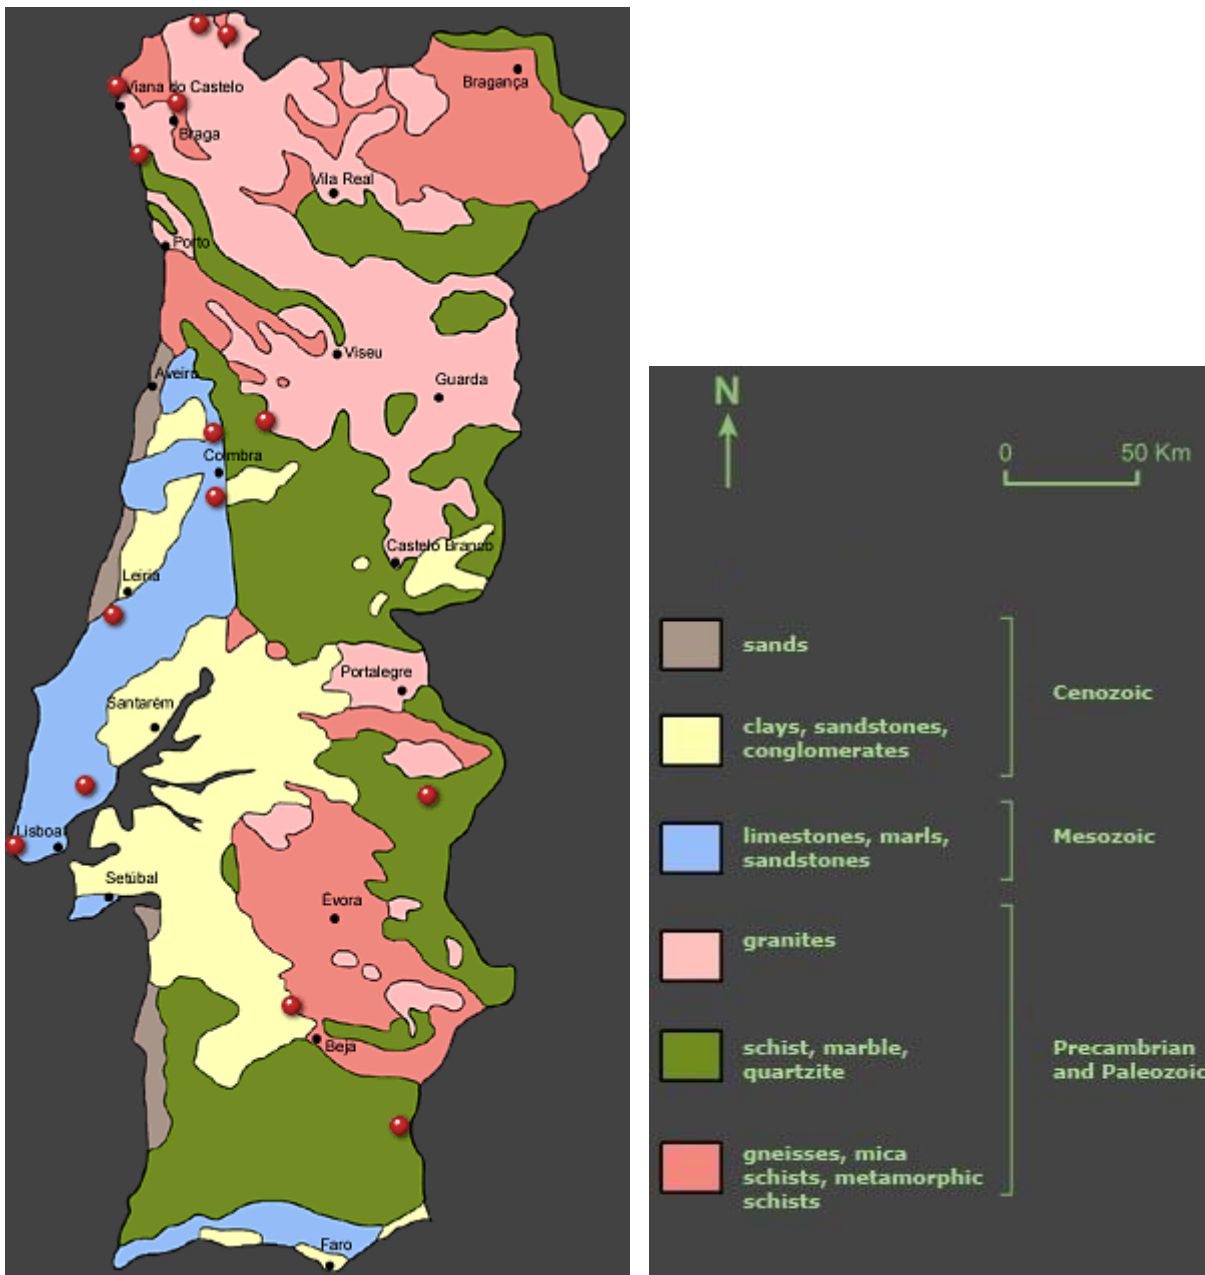 Bragança
Viana do Castelo
Braga
Vila Real
Porto
Viseu
Aveira
Guarda
Coimbra
Castelo Branco
Leiria
Portalegre
Santarém
Lisboa
Setúbal
Évora
Beja
Faro
N
0 50 Km
sands
Cenozoic
clays, sandstones,
conglomerates
limestones, marls,
sandstones
Mesozoic
granites
schist, marble,
quartzite
Precambrian
and Paleozoic
gneisses, mica
schists, metamorphic
schists